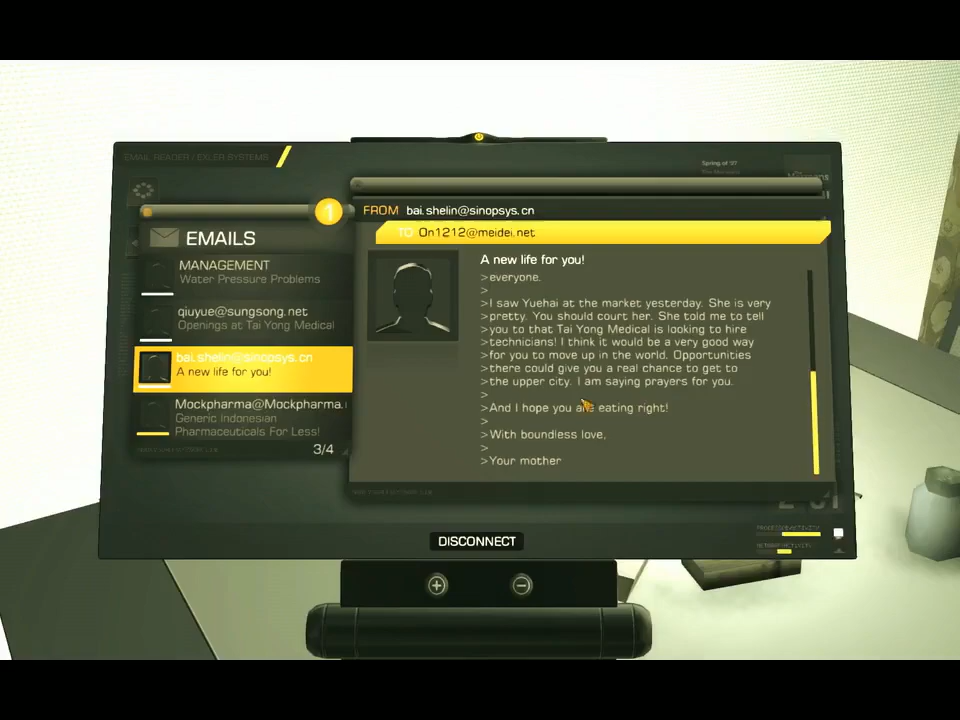 EMAIL READER / EXLER SYSTEMS
Spring of '27
1
EMAILS
MANAGEMENT
Water Pressure Problems
qiuyue@sungsong.net
Openings at Tai Yong Medical
bai.shelin@sinopsys.cn
A new life for you!
Mockpharma@Mockpharma.
Generic Indonesian
Pharmaceuticals For Less!
3/4
FROM bai.shelin@sinopsys.cn
TO On1212@meidei.net
A new life for you!
>everyone.
>
>I saw Yuehai at the market yesterday. She is very
>pretty. You should court her. She told me to tell
>you to that Tai Yong Medical is looking to hire
>technicians! I think it would be a very good way
>for you to move up in the world. Opportunities
>there could give you a real chance to get to
>the upper city. I am saying prayers for you.
>
>And I hope you are eating right!
>
>With boundless love,
>
>Your mother
DISCONNECT